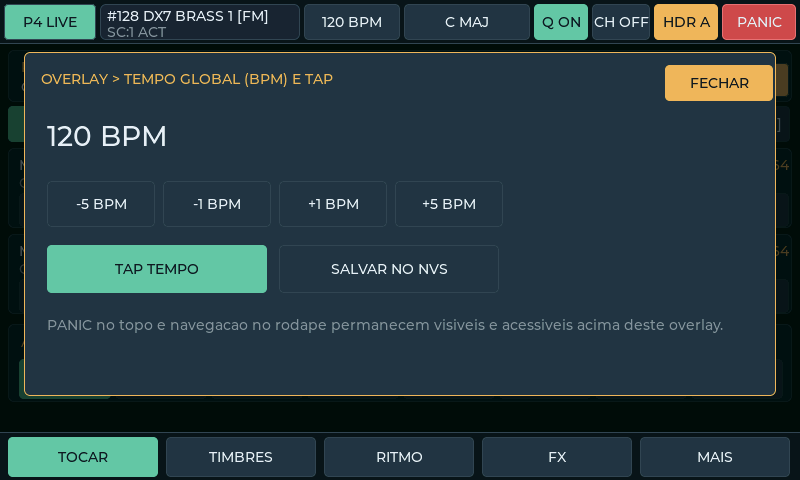 P4 LIVE
#128 DX7 BRASS 1 [FM]
SC:1 ACT
120 BPM
C MAJ
Q ON
CH OFF
HDR A
PANIC
OVERLAY > TEMPO GLOBAL (BPM) E TAP
FECHAR
120 BPM
-5 BPM
-1 BPM
+1 BPM
+5 BPM
TAP TEMPO
SALVAR NO NVS
PANIC no topo e navegacao no rodape permanecem visiveis e acessiveis acima deste overlay.
TOCAR
TIMBRES
RITMO
FX
MAIS